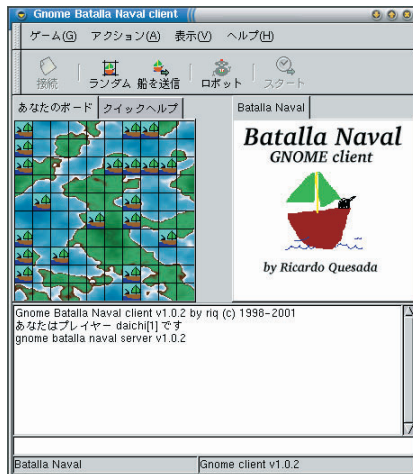 Gnome Batalla Naval client
ゲーム(G) アクション(A) 表示(V) ヘルプ(H)
接続 ランダム 船を送信 ロボット スタート
あなたのボード クイックヘルプ Batalla Naval
Batalla Naval
GNOME client
by Ricardo Quesada
Gnome Batalla Naval client v1.0.2 by riq (c) 1998-2001
あなたはプレイヤー daichi[1] です
gnome batalla naval server v1.0.2
Batalla Naval Gnome client v1.0.2